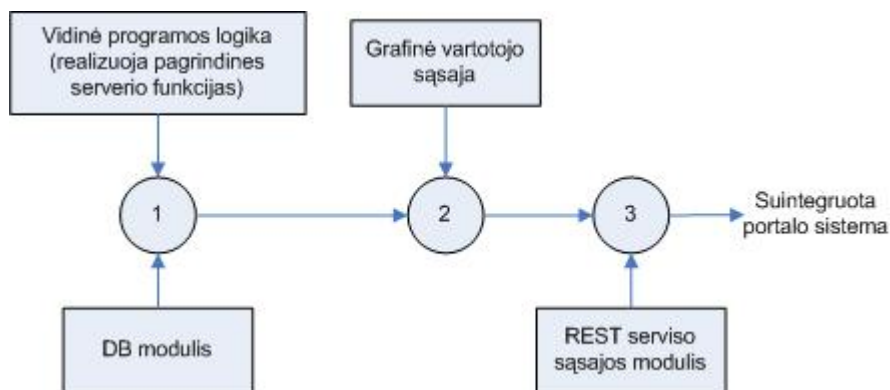 Vidinė programos logika
(realizuoja pagrindines
serverio funkcijas)
Grafinė vartotojo
sąsaja
1
2
3
Suintegruota
portalo sistema
DB modulis
REST serviso
sąsajos modulis